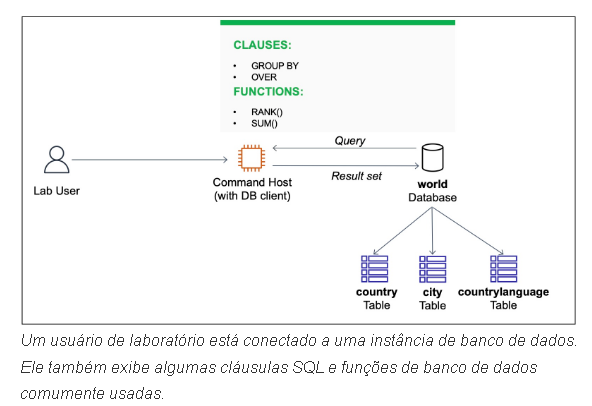 CLAUSES:
• GROUP BY
• OVER
FUNCTIONS:
• RANK()
• SUM()
Query
Result set
Lab User
Command Host
(with DB client)
world
Database
country
Table
city
Table
countrylanguage
Table
Um usuário de laboratório está conectado a uma instância de banco de dados.
Ele também exibe algumas cláusulas SQL e funções de banco de dados
comumente usadas.